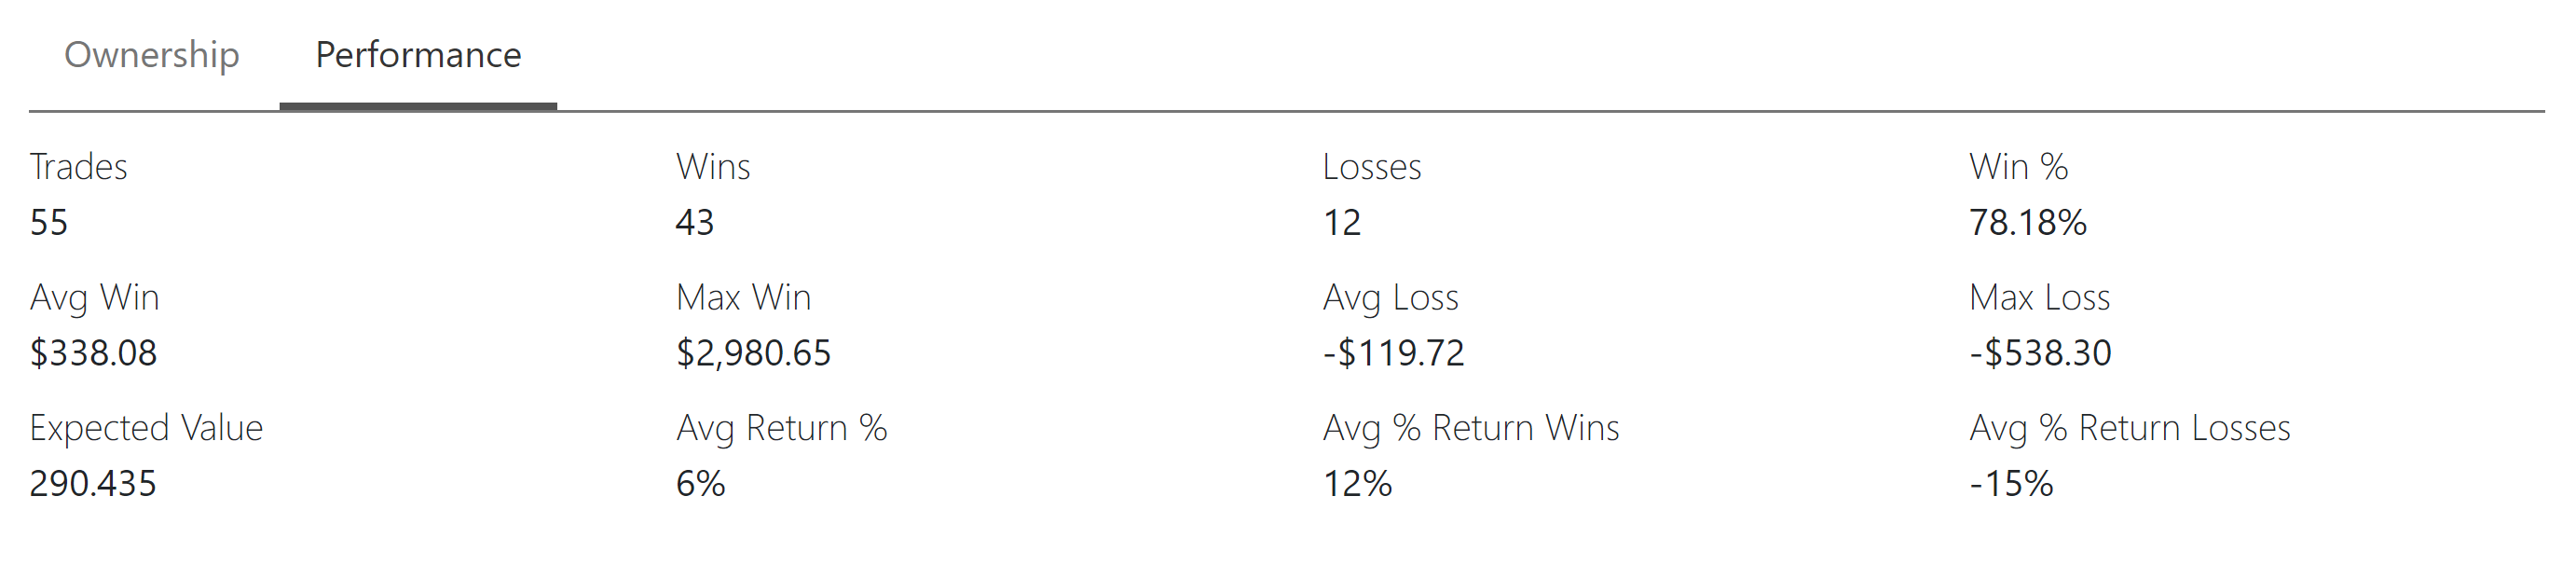 Ownership Performance
Trades Wins Losses Win %
55 43 12 78.18%
Avg Win Max Win Avg Loss Max Loss
$338.08 $2,980.65 -$119.72 -$538.30
Expected Value Avg Return % Avg % Return Wins Avg % Return Losses
290.435 6% 12% -15%